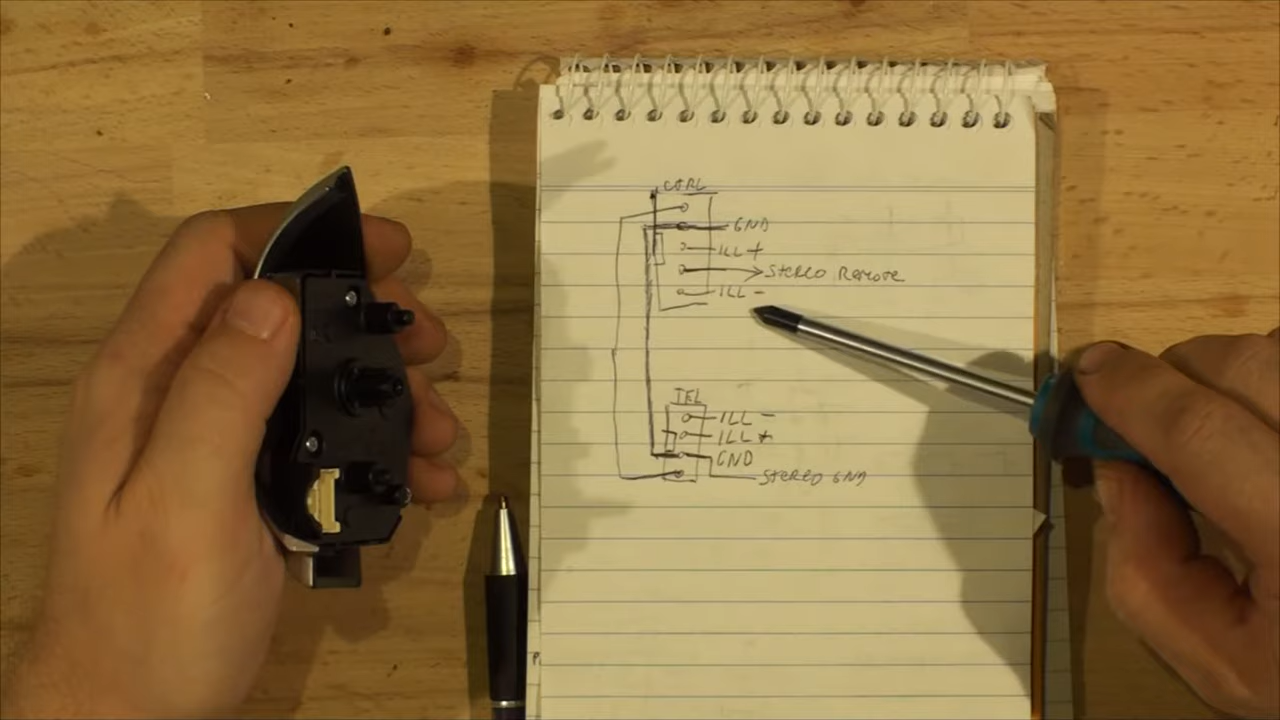 CTRL
GND
ILL +
STEREO REMOTE
ILL -
TEL
ILL -
ILL +
GND
STEREO GND